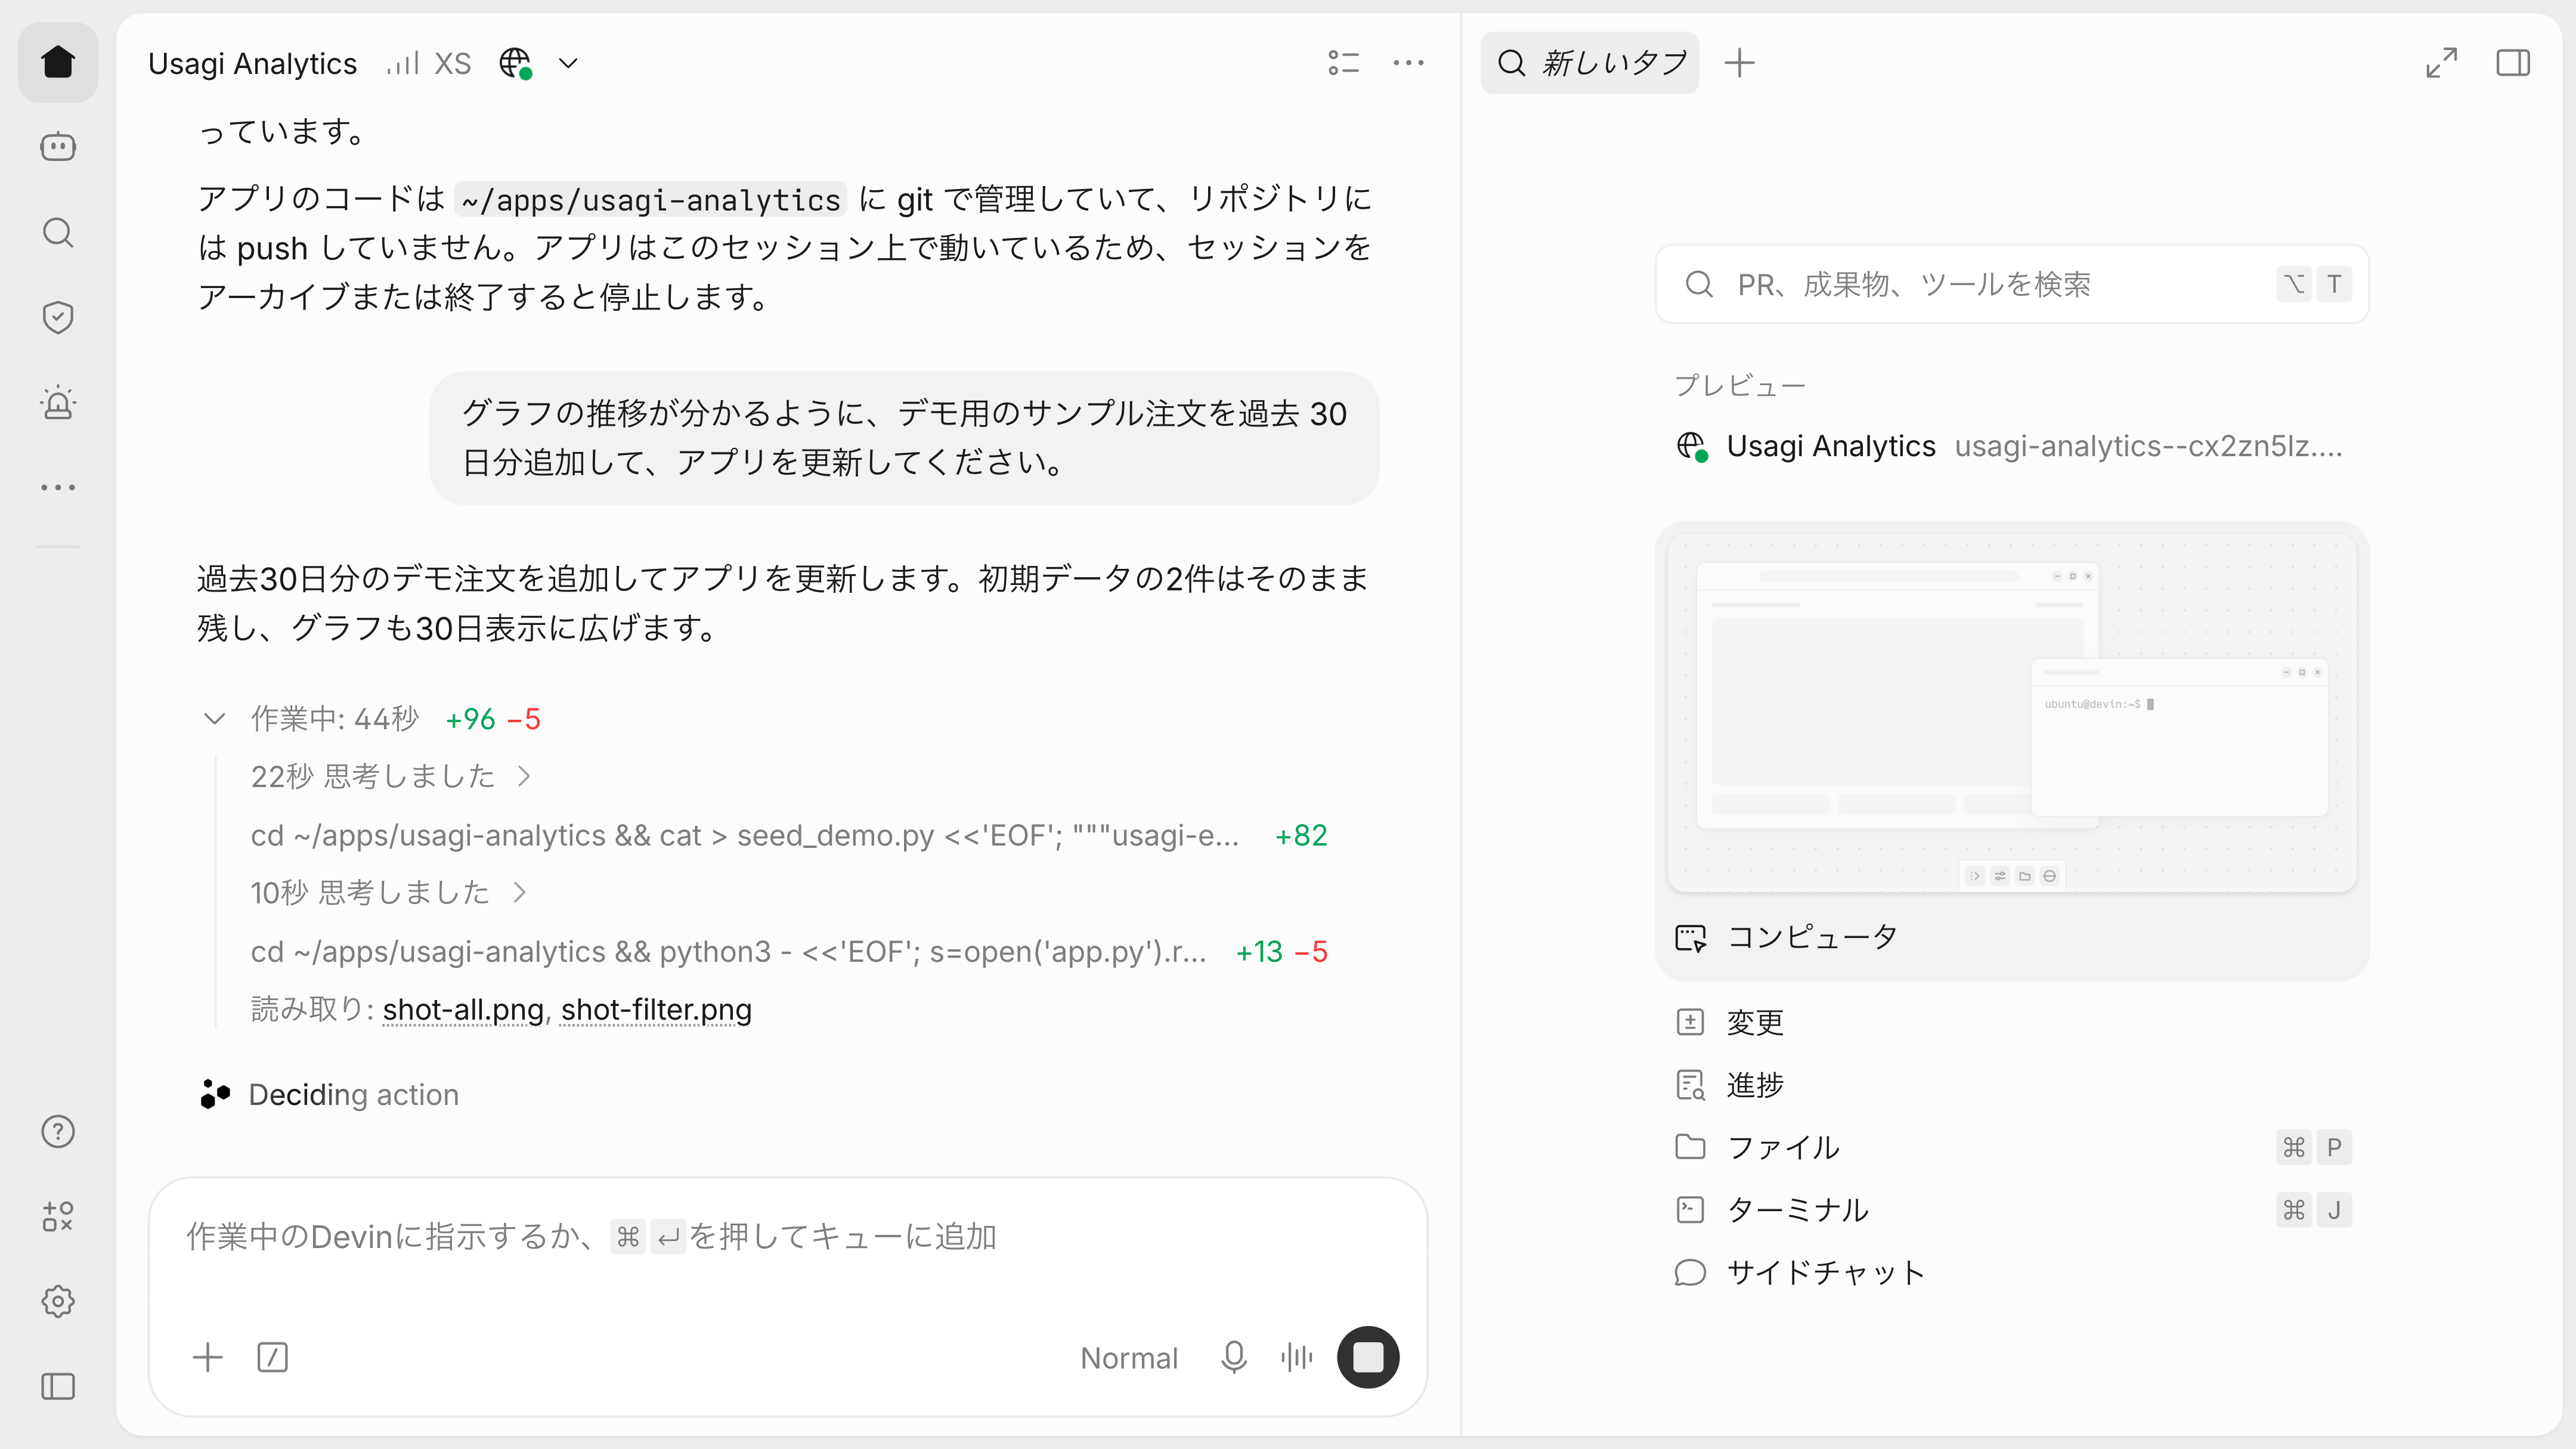 Usagi Analytics XS
っています。
アプリのコードは ~/apps/usagi-analytics に git で管理していて、リポジトリに
は push していません。アプリはこのセッション上で動いているため、セッションを
アーカイブまたは終了すると停止します。
グラフの推移が分かるように、デモ用のサンプル注文を過去 30
日分追加して、アプリを更新してください。
過去30日分のデモ注文を追加してアプリを更新します。初期データの2件はそのまま
残し、グラフも30日表示に広げます。
作業中: 44秒 +96 −5
22秒 思考しました
cd ~/apps/usagi-analytics && cat > seed_demo.py <<'EOF'; """usagi-e... +82
10秒 思考しました
cd ~/apps/usagi-analytics && python3 - <<'EOF'; s=open('app.py').r... +13 −5
読み取り: shot-all.png, shot-filter.png
Deciding action
作業中のDevinに指示するか、⌘ ↵ を押してキューに追加
Normal
新しいタブ
PR、成果物、ツールを検索 ⌥ T
プレビュー
Usagi Analytics usagi-analytics--cx2zn5lz....
ubuntu@devin:~$
コンピュータ
変更
進捗
ファイル ⌘ P
ターミナル ⌘ J
サイドチャット